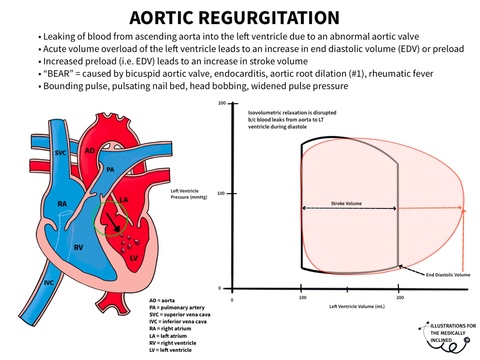 AORTIC REGURGITATION
• Leaking of blood from ascending aorta into the left ventricle due to an abnormal aortic valve
• Acute volume overload of the left ventricle leads to an increase in end diastolic volume (EDV) or preload
• Increased preload (i.e. EDV) leads to an increase in stroke volume
• “BEAR” = caused by bicuspid aortic valve, endocarditis, aortic root dilation (#1), rheumatic fever
• Bounding pulse, pulsating nail bed, head bobbing, widened pulse pressure
SVC
AO
PA
LA
RA
RV
LV
IVC
AO = aorta
PA = pulmonary artery
SVC = superior vena cava
IVC = inferior vena cava
RA = right atrium
LA = left atrium
RV = right ventricle
LV = left ventricle
Left Ventricle
Pressure (mmHg)
200
100
0
Isovolumetric relaxation is disrupted
b/c blood leaks from aorta to LT
ventricle during diastole
Stroke Volume
End Diastolic Volume
0
100
200
Left Ventricle Volume (mL)
ILLUSTRATIONS FOR
THE MEDICALLY
INCLINED